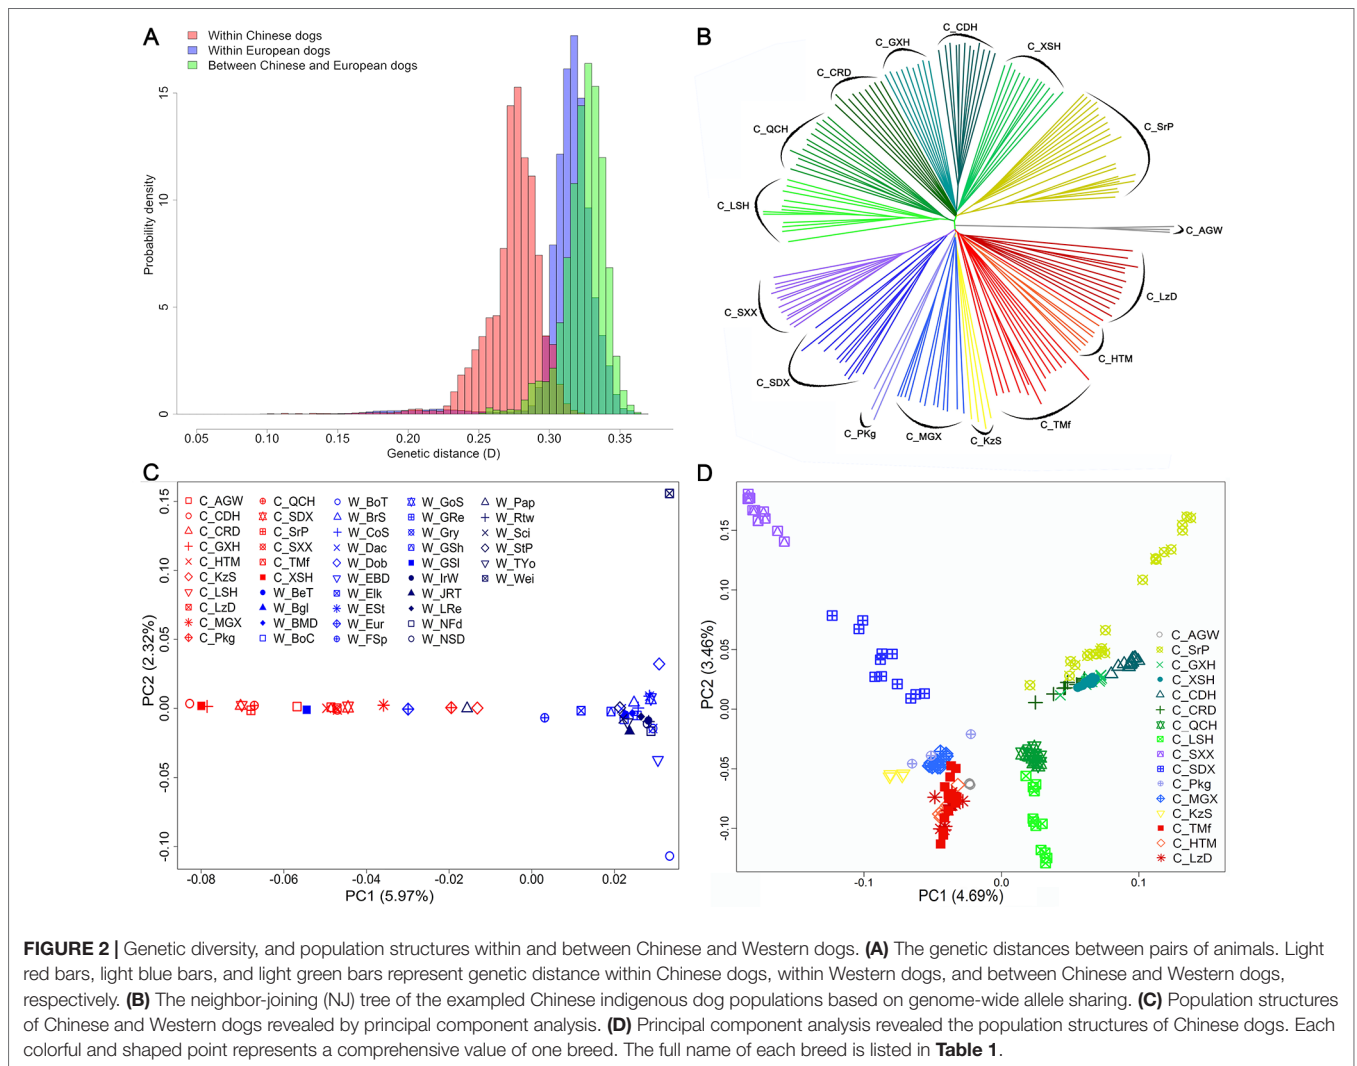 A
Within Chinese dogs
Within European dogs
Between Chinese and European dogs
Probability density
15
10
5
0
0.05
0.10
0.15
0.20
0.25
0.30
0.35
Genetic distance (D)
B
C_CDH
C_GXH
C_XSH
C_CRD
C_SrP
C_QCH
C_LSH
C_AGW
C_LzD
C_SXX
C_HTM
C_SDX
C_TMf
C_PKg
C_MGX
C_KzS
C
C_AGW
C_CDH
C_CRD
C_GXH
C_HTM
C_KzS
C_LSH
C_LzD
C_MGX
C_Pkg
C_QCH
C_SDX
C_SrP
C_SXX
C_TMf
C_XSH
W_BeT
W_Bgl
W_BMD
W_BoC
W_BoT
W_BrS
W_CoS
W_Dac
W_Dob
W_EBD
W_Elk
W_ESt
W_Eur
W_FSp
W_GoS
W_GRe
W_Gry
W_GSh
W_GSl
W_IrW
W_JRT
W_LRe
W_NFd
W_NSD
W_Pap
W_Rtw
W_Sci
W_StP
W_TYo
W_Wei
PC2 (2.32%)
0.15
0.10
0.05
0.00
-0.05
-0.10
-0.08
-0.06
-0.04
-0.02
0.00
0.02
PC1 (5.97%)
D
PC2 (3.46%)
0.15
0.10
0.05
0.00
-0.05
-0.10
-0.1
0.0
0.1
PC1 (4.69%)
C_AGW
C_SrP
C_GXH
C_XSH
C_CDH
C_CRD
C_QCH
C_LSH
C_SXX
C_SDX
C_Pkg
C_MGX
C_KzS
C_TMf
C_HTM
C_LzD
FIGURE 2 | Genetic diversity, and population structures within and between Chinese and Western dogs. (A) The genetic distances between pairs of animals. Light
red bars, light blue bars, and light green bars represent genetic distance within Chinese dogs, within Western dogs, and between Chinese and Western dogs,
respectively. (B) The neighbor-joining (NJ) tree of the exampled Chinese indigenous dog populations based on genome-wide allele sharing. (C) Population structures
of Chinese and Western dogs revealed by principal component analysis. (D) Principal component analysis revealed the population structures of Chinese dogs. Each
colorful and shaped point represents a comprehensive value of one breed. The full name of each breed is listed in Table 1.